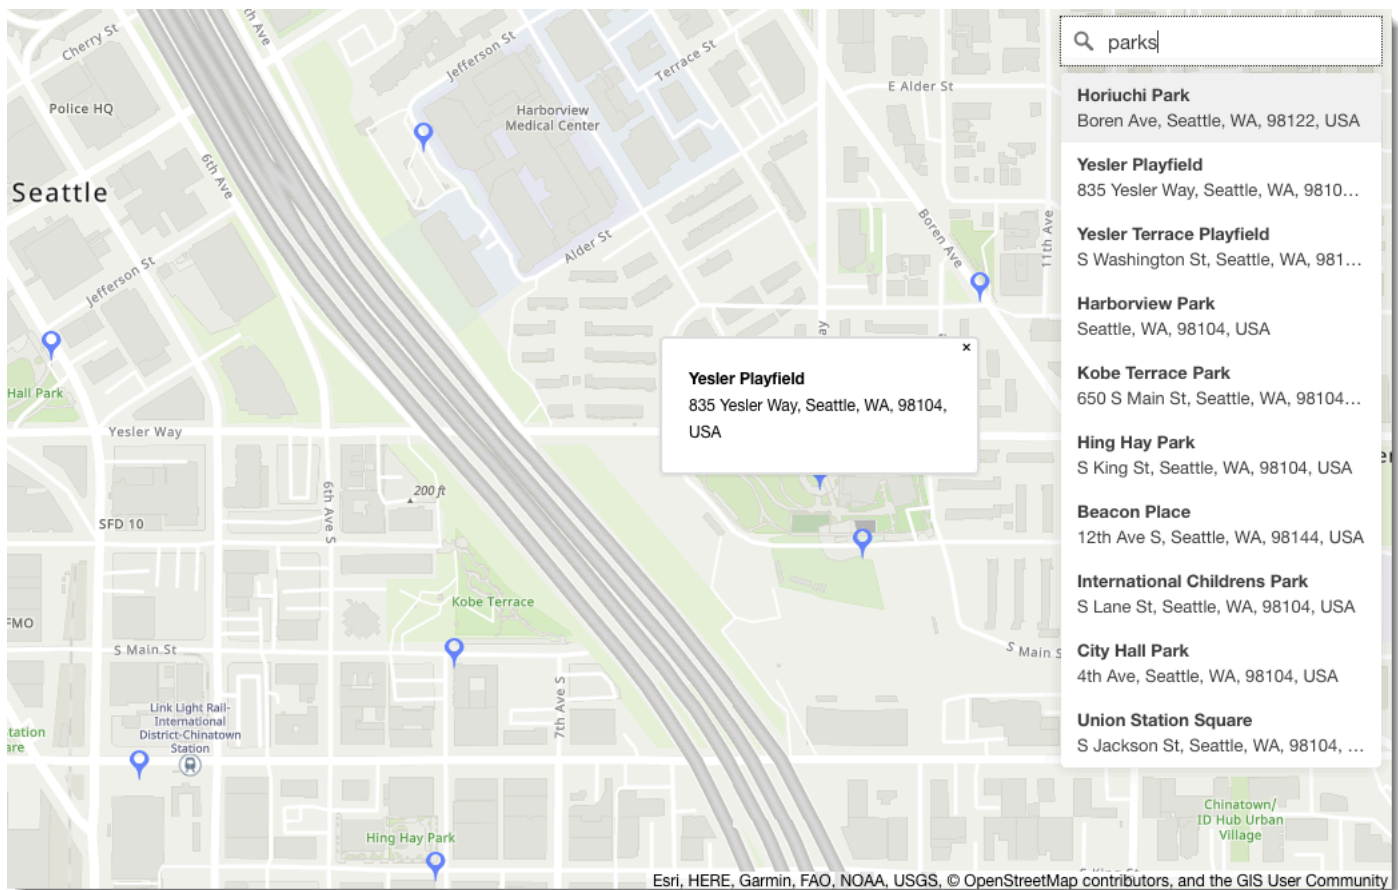 Cherry St
th Ave
Jefferson St
Terrace St
parks
E Alder St
Horiuchi Park
Boren Ave, Seattle, WA, 98122, USA
Police HQ
Harborview
Medical Center
6th Ave
Yesler Playfield
835 Yesler Way, Seattle, WA, 9810...
Seattle
Boren Ave
11th Ave
Alder St
Yesler Terrace Playfield
S Washington St, Seattle, WA, 981...
Jefferson St
Harborview Park
Seattle, WA, 98104, USA
ay
×
Yesler Playfield
835 Yesler Way, Seattle, WA, 98104,
USA
Kobe Terrace Park
650 S Main St, Seattle, WA, 98104...
Hall Park
Yesler Way
Hing Hay Park
S King St, Seattle, WA, 98104, USA
6th Ave S
200 ft
SFD 10
Beacon Place
12th Ave S, Seattle, WA, 98144, USA
Kobe Terrace
International Childrens Park
S Lane St, Seattle, WA, 98104, USA
FMO
S Main St
S Main S
City Hall Park
4th Ave, Seattle, WA, 98104, USA
7th Ave S
Link Light Rail-
International
District-Chinatown
Station
tation
are
Union Station Square
S Jackson St, Seattle, WA, 98104, ...
Chinatown/
ID Hub Urban
Village
Hing Hay Park
Esri, HERE, Garmin, FAO, NOAA, USGS, © OpenStreetMap contributors, and the GIS User Community